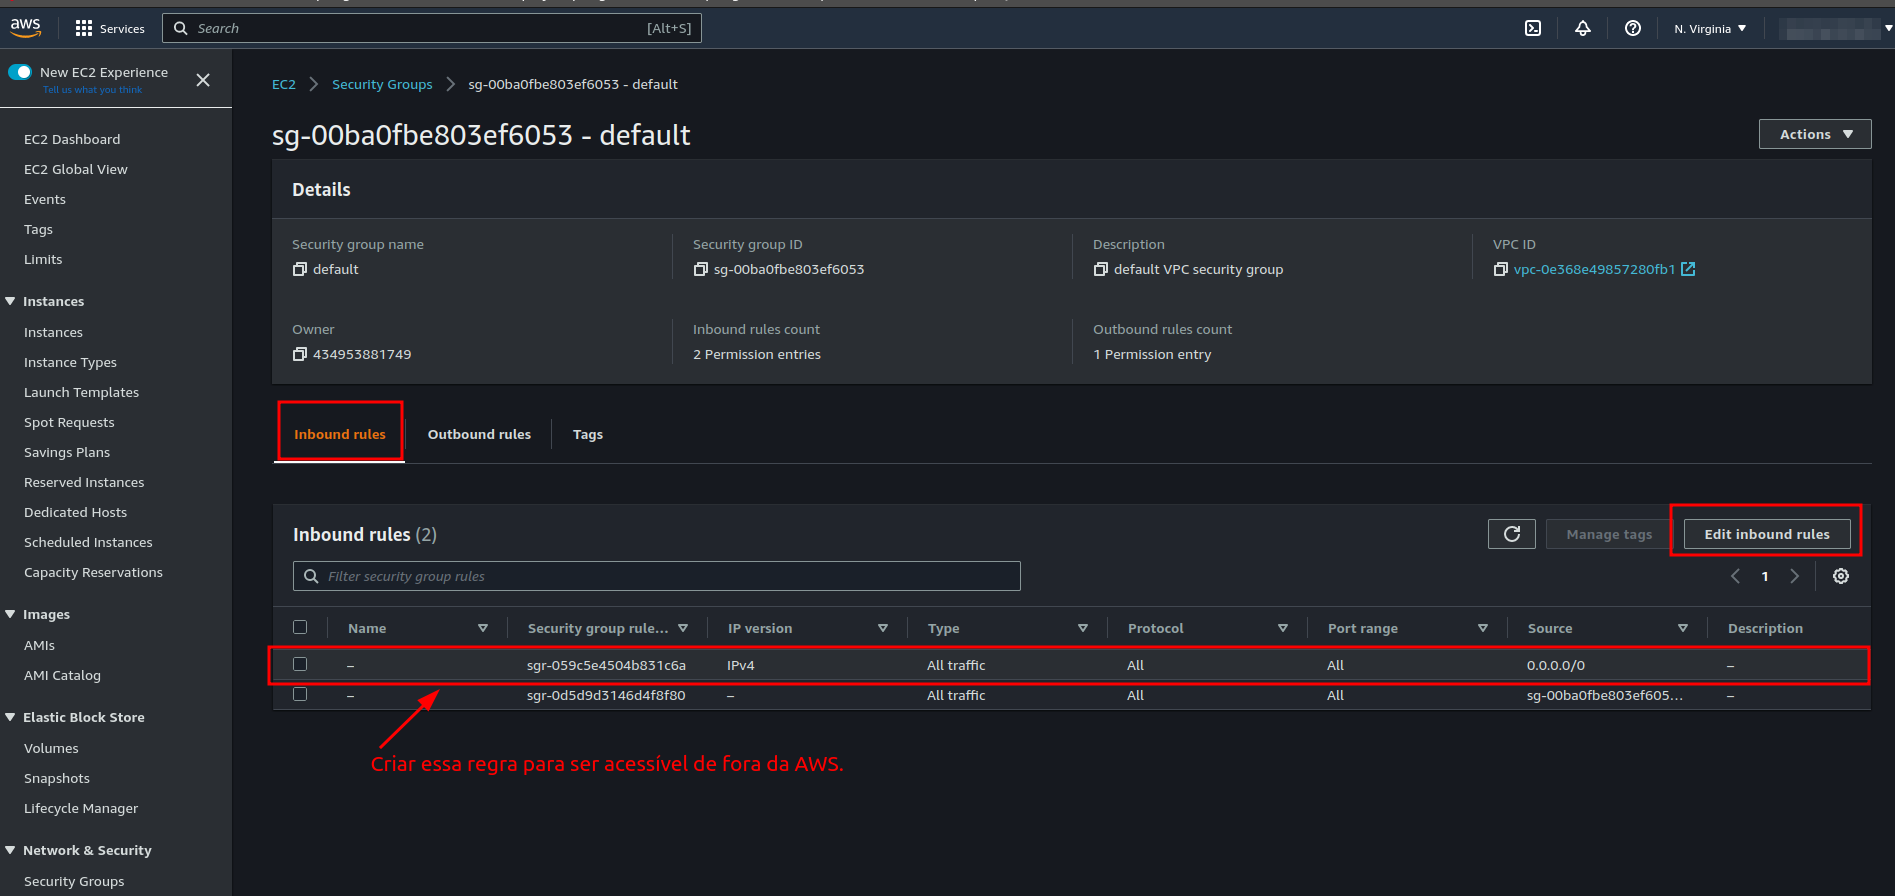 aws
Services
Search
[Alt+S]
N. Virginia
New EC2 Experience
Tell us what you think
EC2 Dashboard
EC2 Global View
Events
Tags
Limits
Instances
Instances
Instance Types
Launch Templates
Spot Requests
Savings Plans
Reserved Instances
Dedicated Hosts
Scheduled Instances
Capacity Reservations
Images
AMIs
AMI Catalog
Elastic Block Store
Volumes
Snapshots
Lifecycle Manager
Network & Security
Security Groups
EC2 Security Groups sg-00ba0fbe803ef6053 - default
sg-00ba0fbe803ef6053 - default
Actions
Details
Security group name
default
Security group ID
sg-00ba0fbe803ef6053
Description
default VPC security group
VPC ID
vpc-0e368e49857280fb1
Owner
434953881749
Inbound rules count
2 Permission entries
Outbound rules count
1 Permission entry
Inbound rules Outbound rules Tags
Inbound rules (2)
Manage tags
Edit inbound rules
Filter security group rules
1
Name Security group rule... IP version Type Protocol Port range Source Description
– sgr-059c5e4504b831c6a IPv4 All traffic All All 0.0.0.0/0 –
– sgr-0d5d9d3146d4f8f80 – All traffic All All sg-00ba0fbe803ef605... –
Criar essa regra para ser acessível de fora da AWS.